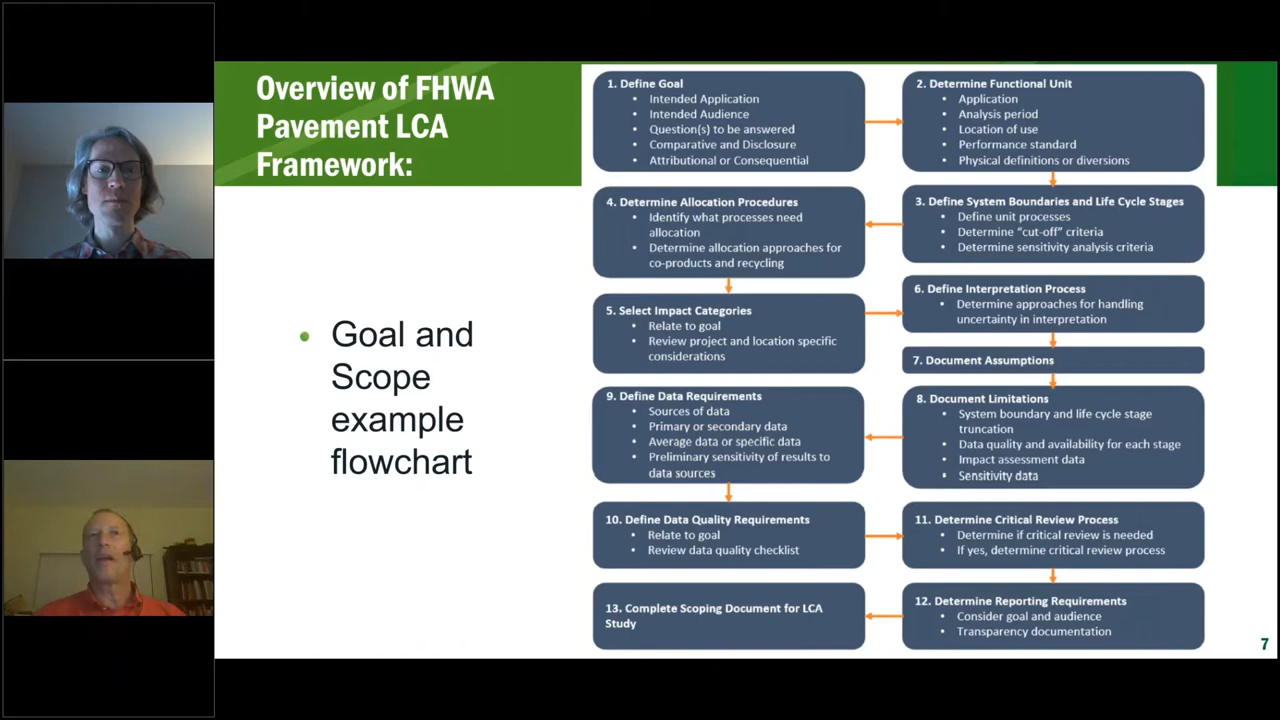 Overview of FHWA
Pavement LCA
Framework:
• Goal and
Scope
example
flowchart
1. Define Goal
• Intended Application
• Intended Audience
• Question(s) to be answered
• Comparative and Disclosure
• Attributional or Consequential
2. Determine Functional Unit
• Application
• Analysis period
• Location of use
• Performance standard
• Physical definitions or diversions
3. Define System Boundaries and Life Cycle Stages
• Define unit processes
• Determine “cut-off” criteria
• Determine sensitivity analysis criteria
4. Determine Allocation Procedures
• Identify what processes need
allocation
• Determine allocation approaches for
co-products and recycling
5. Select Impact Categories
• Relate to goal
• Review project and location specific
considerations
6. Define Interpretation Process
• Determine approaches for handling
uncertainty in interpretation
7. Document Assumptions
8. Document Limitations
• System boundary and life cycle stage
truncation
• Data quality and availability for each stage
• Impact assessment data
• Sensitivity data
9. Define Data Requirements
• Sources of data
• Primary or secondary data
• Average data or specific data
• Preliminary sensitivity of results to
data sources
10. Define Data Quality Requirements
• Relate to goal
• Review data quality checklist
11. Determine Critical Review Process
• Determine if critical review is needed
• If yes, determine critical review process
12. Determine Reporting Requirements
• Consider goal and audience
• Transparency documentation
13. Complete Scoping Document for LCA
Study
7